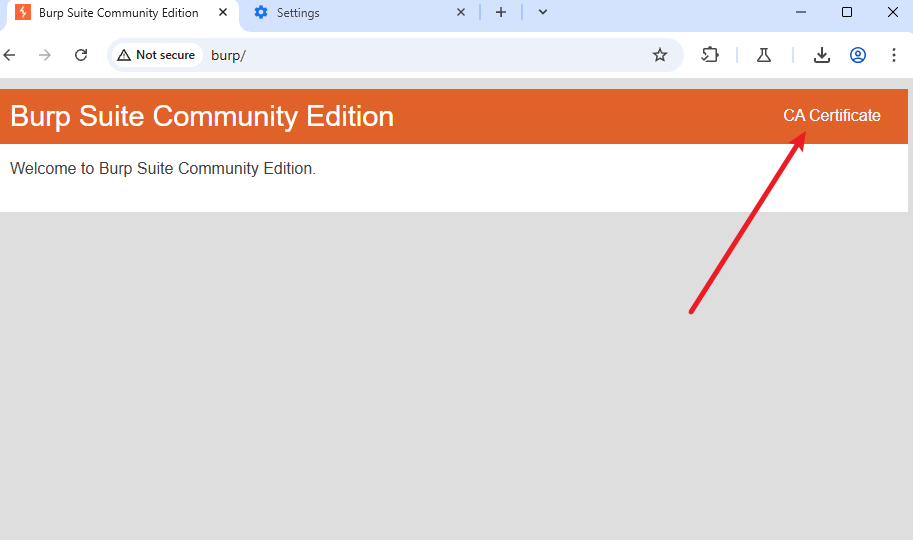 Burp Suite Community Edition
Settings
Not secure
burp/
Burp Suite Community Edition
CA Certificate
Welcome to Burp Suite Community Edition.